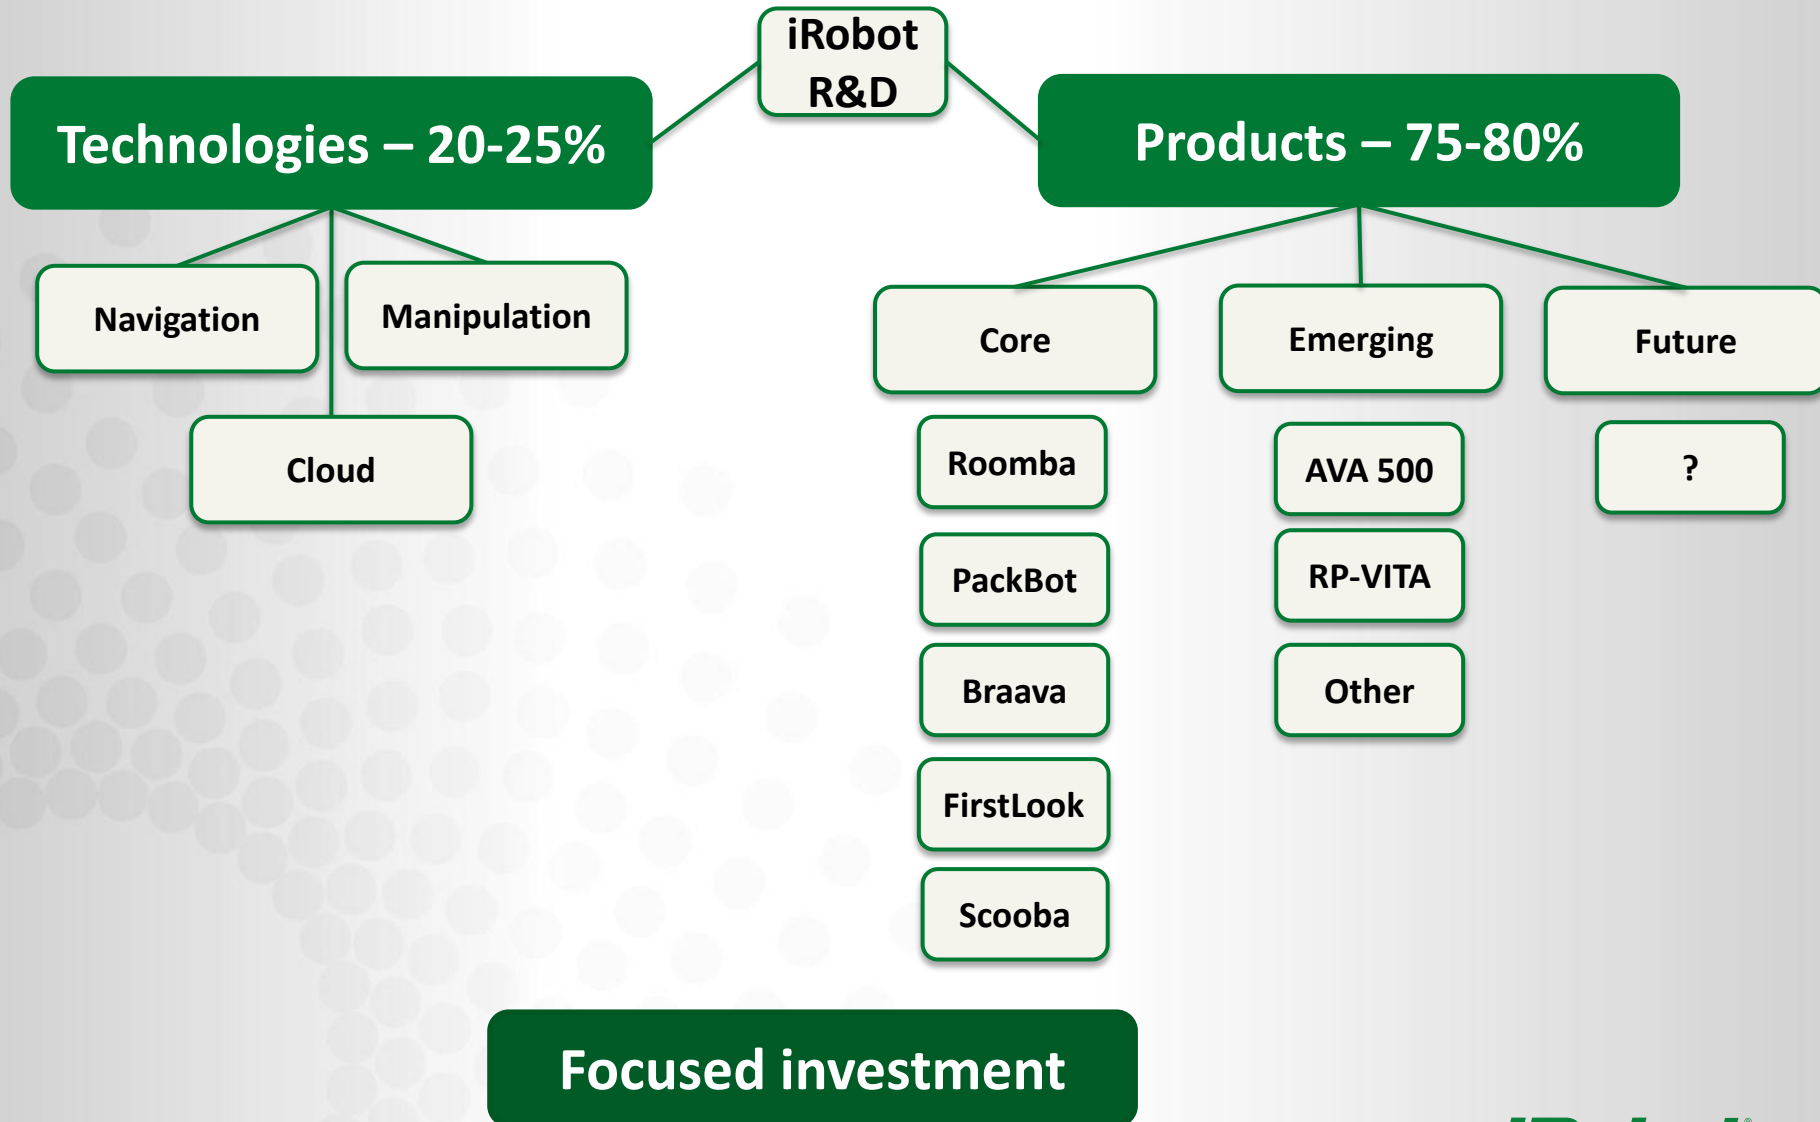 iRobot
R&D
Technologies – 20-25%
Products – 75-80%
Navigation
Manipulation
Cloud
Core
Emerging
Future
Roomba
PackBot
Braava
FirstLook
Scooba
AVA 500
RP-VITA
Other
?
Focused investment